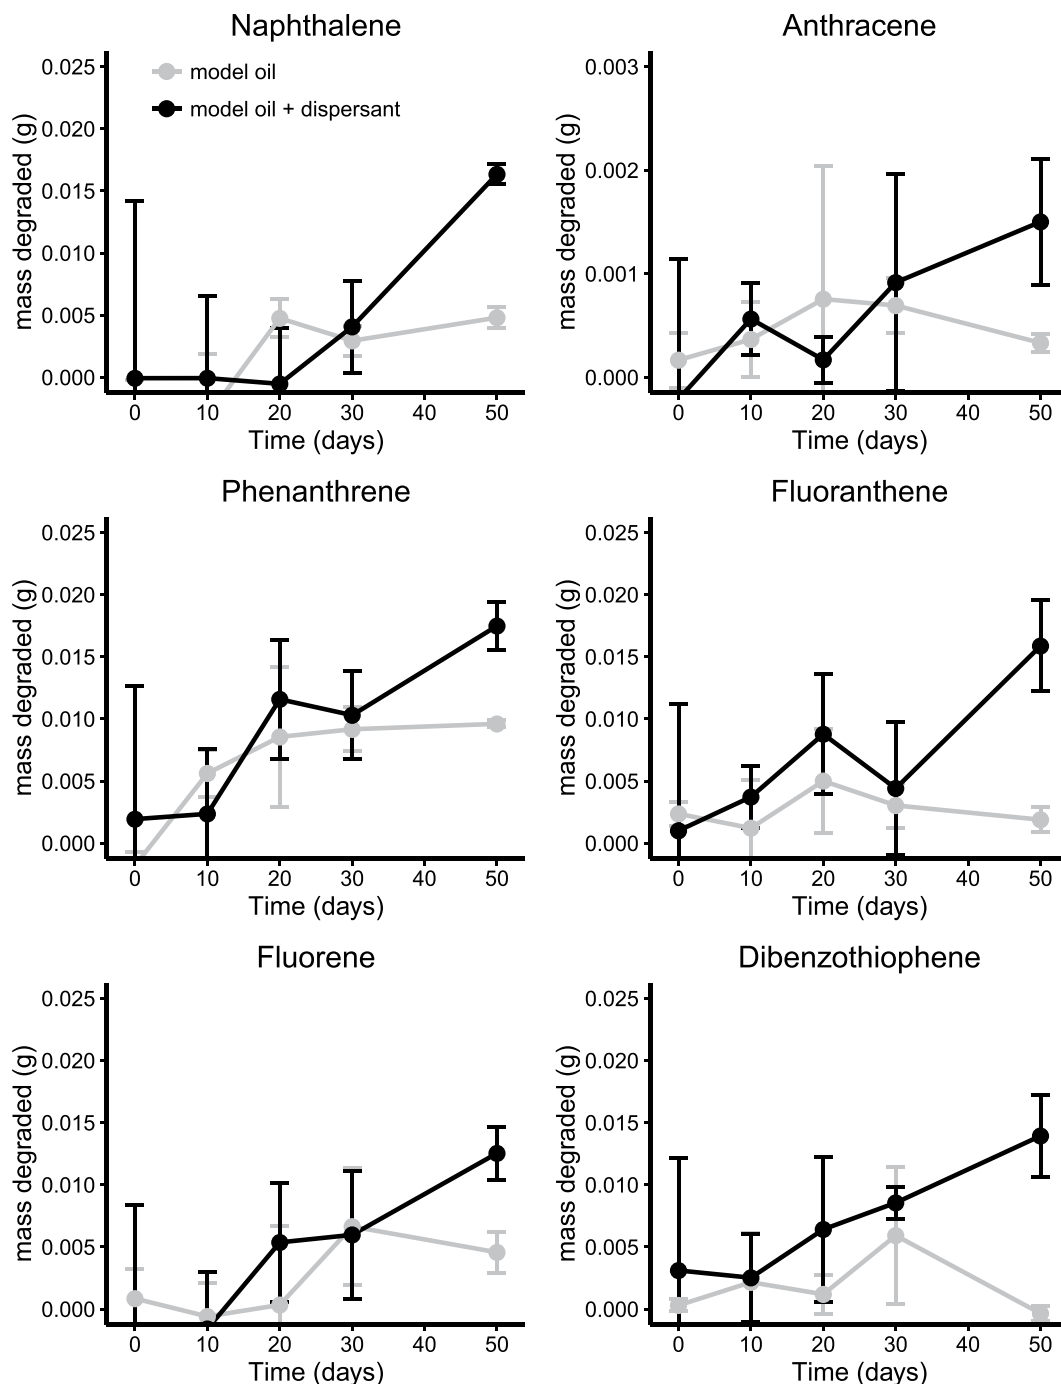 Naphthalene
mass degraded (g)
0.025
0.020
0.015
0.010
0.005
0.000
model oil
model oil + dispersant
0 10 20 30 40 50
Time (days)
Anthracene
mass degraded (g)
0.003
0.002
0.001
0.000
0 10 20 30 40 50
Time (days)
Phenanthrene
mass degraded (g)
0.025
0.020
0.015
0.010
0.005
0.000
0 10 20 30 40 50
Time (days)
Fluoranthene
mass degraded (g)
0.025
0.020
0.015
0.010
0.005
0.000
0 10 20 30 40 50
Time (days)
Fluorene
mass degraded (g)
0.025
0.020
0.015
0.010
0.005
0.000
0 10 20 30 40 50
Time (days)
Dibenzothiophene
mass degraded (g)
0.025
0.020
0.015
0.010
0.005
0.000
0 10 20 30 40 50
Time (days)